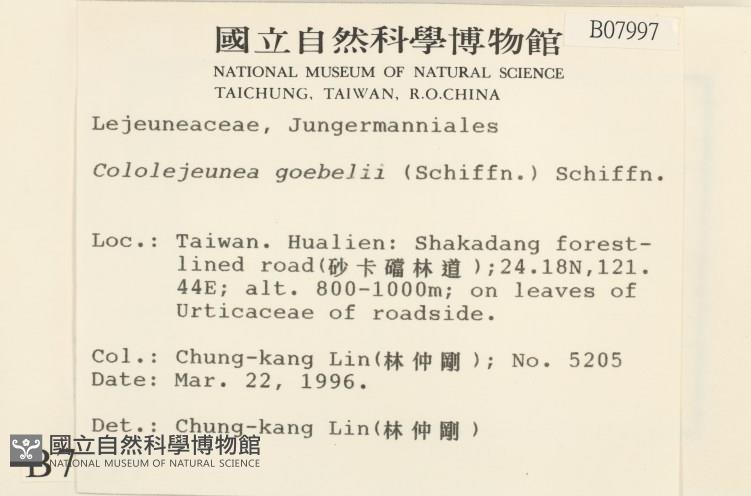 國立自然科學博物館
B07997
NATIONAL MUSEUM OF NATURAL SCIENCE
TAICHUNG, TAIWAN, R.O.CHINA
Lejeuneaceae, Jungermanniales
Cololejeunea goebelii (Schiffn.) Schiffn.
Loc.: Taiwan. Hualien: Shakadang forest-
lined road(砂卡礑林道);24.18N,121.
44E; alt. 800-1000m; on leaves of
Urticaceae of roadside.
Col.: Chung-kang Lin(林仲剛); No. 5205
Date: Mar. 22, 1996.
Det.: Chung-kang Lin(林仲剛)
國立自然科學博物館
NATIONAL MUSEUM OF NATURAL SCIENCE
B7